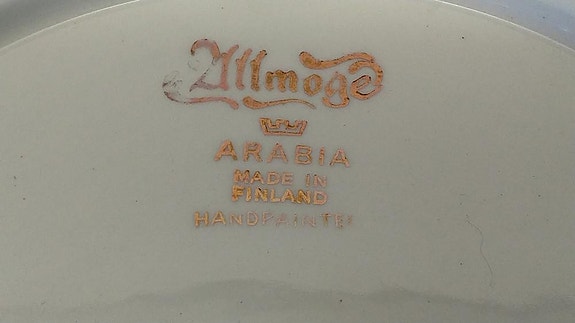 Allmoge
ARABIA
MADE IN
FINLAND
HANDPAINTED